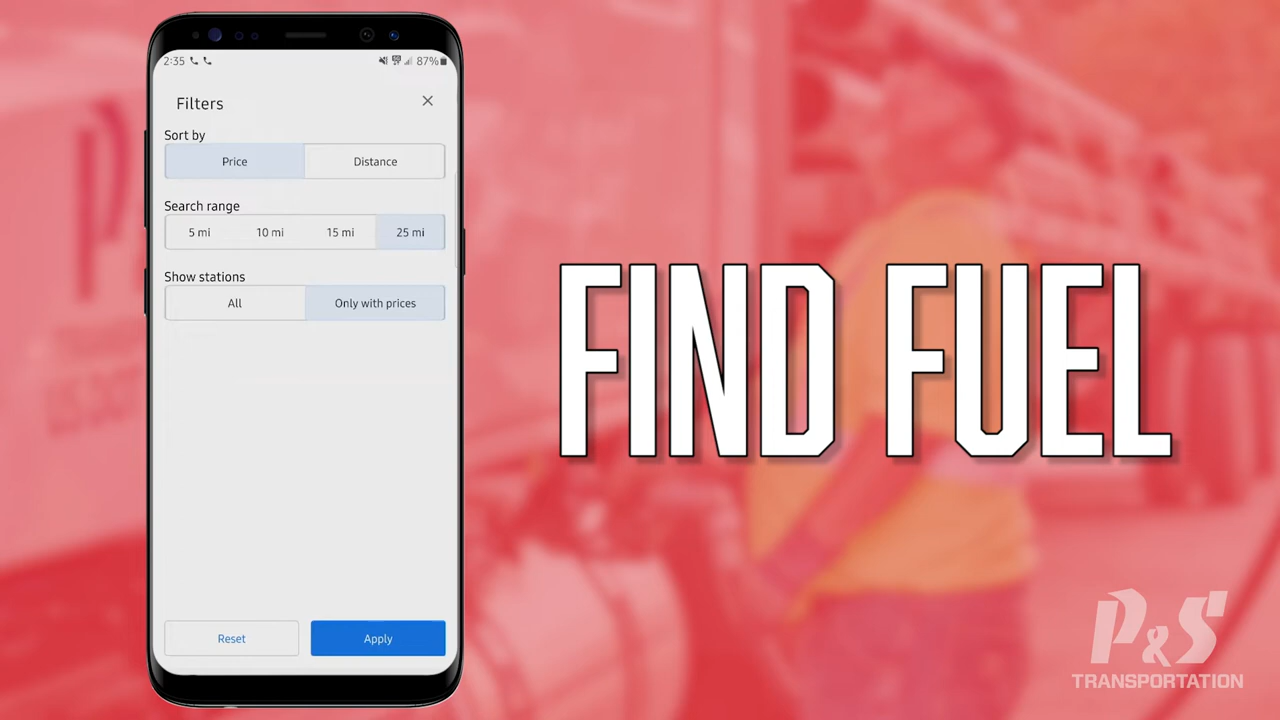 2:35
87%
Filters
Sort by
Price Distance
Search range
5 mi 10 mi 15 mi 25 mi
Show stations
All Only with prices
Reset Apply
FIND FUEL
P&S
TRANSPORTATION